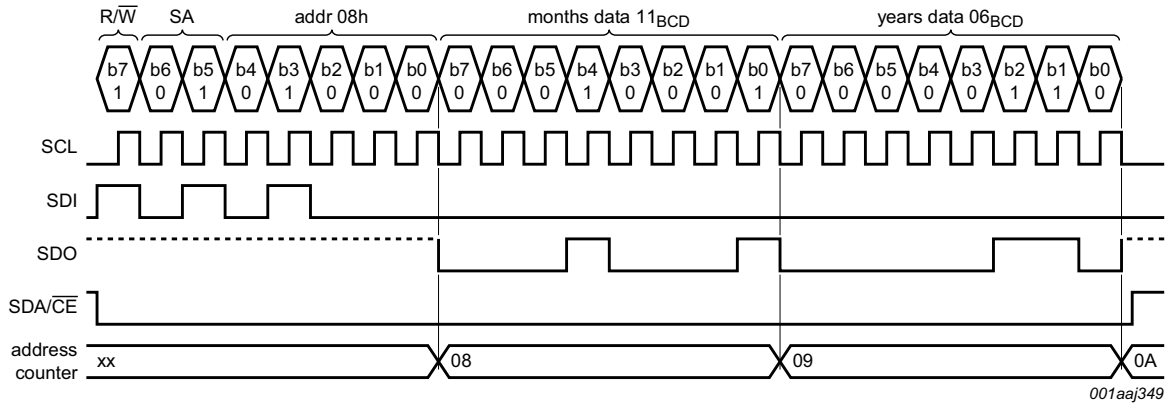 R/W SA addr 08h months data 11BCD years data 06BCD
b7 b6 b5 b4 b3 b2 b1 b0 b7 b6 b5 b4 b3 b2 b1 b0 b7 b6 b5 b4 b3 b2 b1 b0
1 0 1 0 1 0 0 0 0 0 0 1 0 0 0 1 0 0 0 0 0 1 1 0
SCL
SDI
SDO
SDA/CE
address
counter
xx 08 09 0A
001aaj349